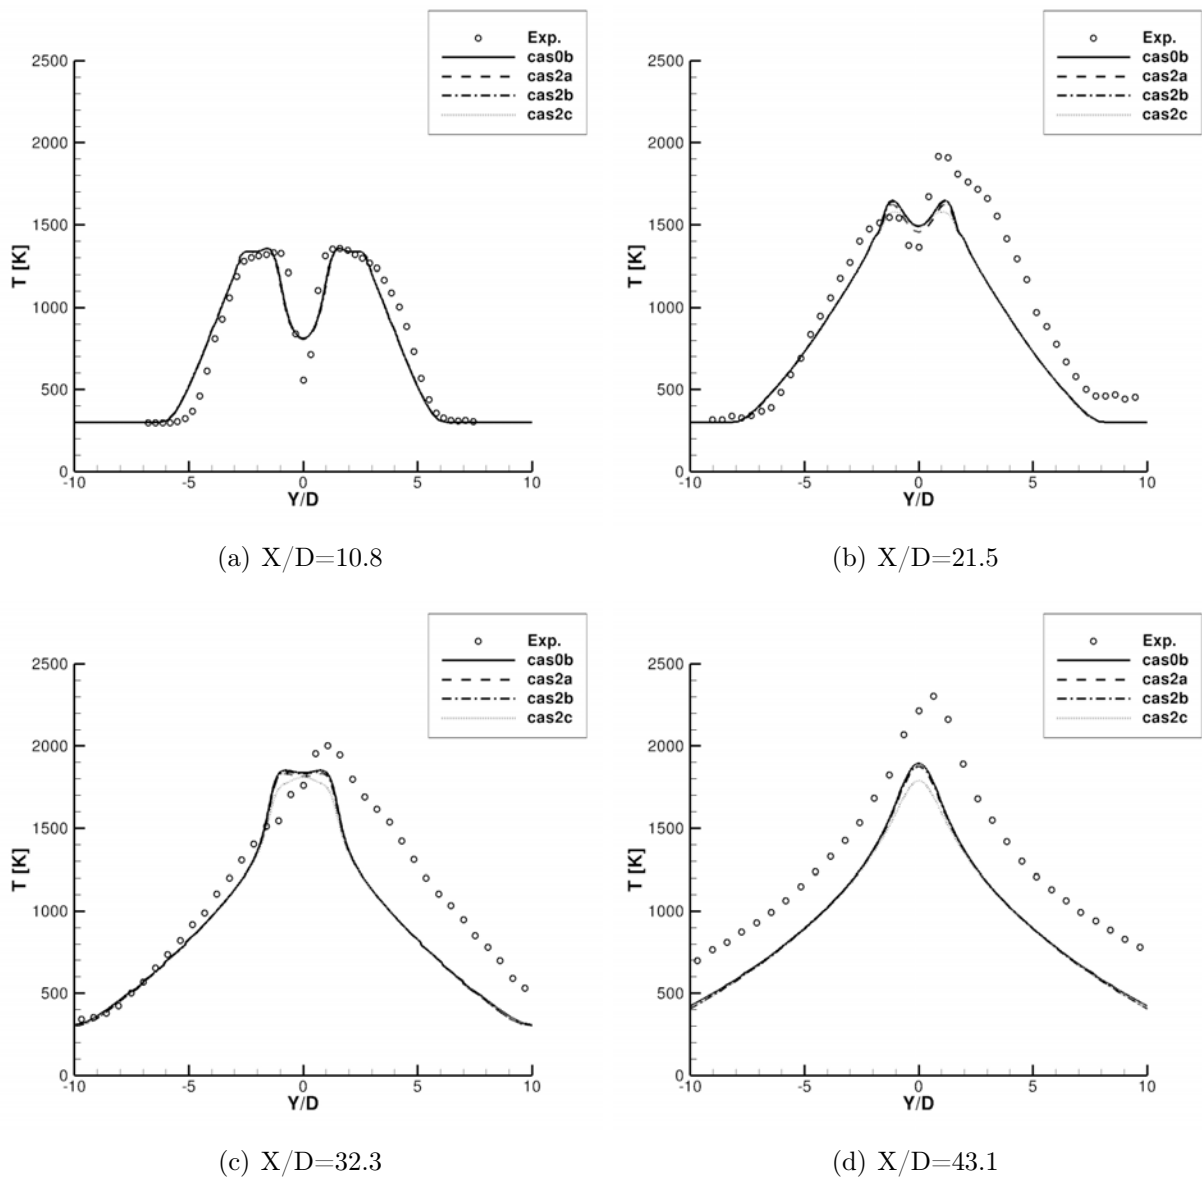 Exp.
cas0b
cas2a
cas2b
cas2c
2500
2000
1500
1000
500
0
T [K]
-10
-5
0
5
10
Y/D
(a) X/D=10.8
Exp.
cas0b
cas2a
cas2b
cas2c
2500
2000
1500
1000
500
0
T [K]
-10
-5
0
5
10
Y/D
(b) X/D=21.5
Exp.
cas0b
cas2a
cas2b
cas2c
2500
2000
1500
1000
500
0
T [K]
-10
-5
0
5
10
Y/D
(c) X/D=32.3
Exp.
cas0b
cas2a
cas2b
cas2c
2500
2000
1500
1000
500
0
T [K]
-10
-5
0
5
10
Y/D
(d) X/D=43.1